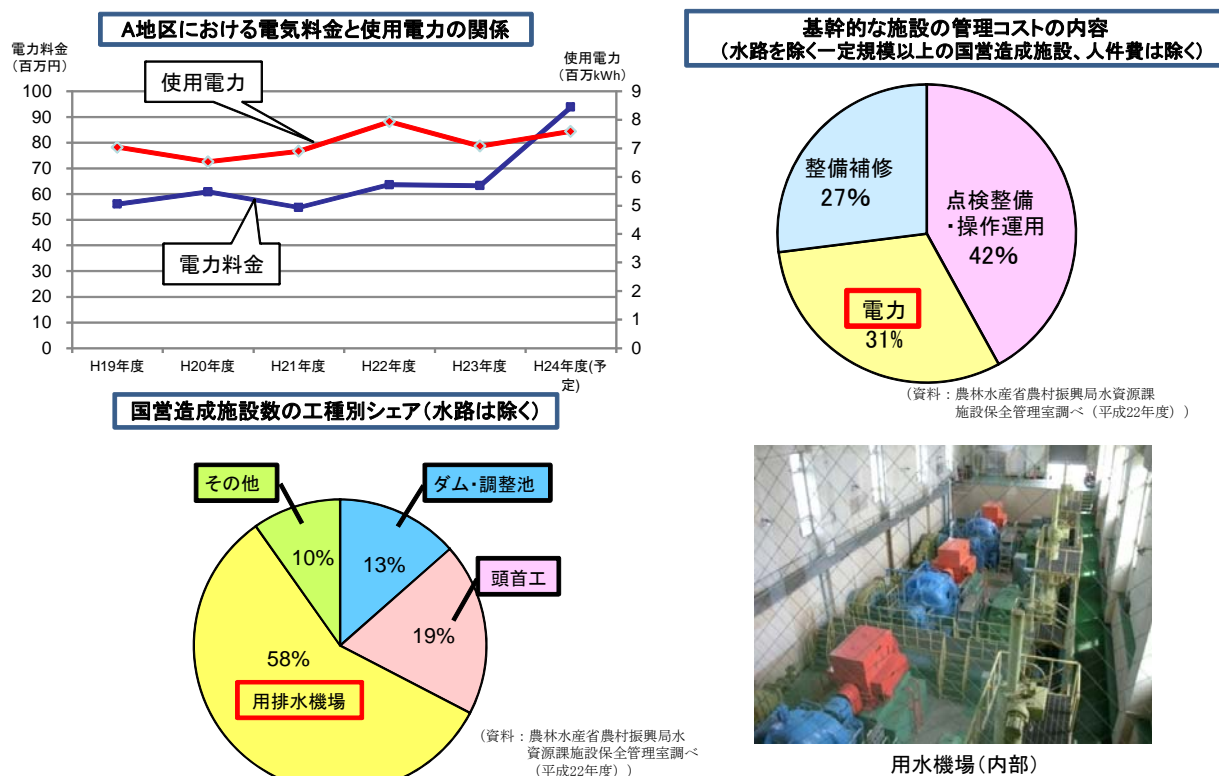 A地区における電気料金と使用電力の関係
電力料金
（百万円）
使用電力
（百万kWh）
100
90
80
70
60
50
40
30
20
10
0
9
8
7
6
5
4
3
2
1
0
使用電力
電力料金
H19年度
H20年度
H21年度
H22年度
H23年度
H24年度(予
定)
基幹的な施設の管理コストの内容
（水路を除く一定規模以上の国営造成施設、人件費は除く）
整備補修
27%
点検整備
・操作運用
42%
電力
31%
（資料：農林水産省農村振興局水資源課
施設保全管理室調べ（平成22年度））
国営造成施設数の工種別シェア（水路は除く）
その他
10%
ダム・調整池
13%
頭首工
19%
58%
用排水機場
（資料：農林水産省農村振興局水
資源課施設保全管理室調べ
（平成22年度））
用水機場（内部）